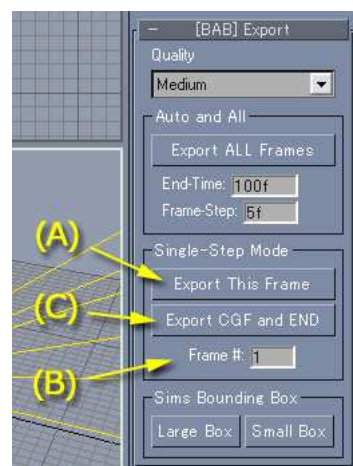 − [BAB] Export
Quality
Medium
Auto and All
Export ALL Frames
End-Time: 100f
Frame-Step: 5f
(A)
Single-Step Mode
Export This Frame
(C)
Export CGF and END
(B)
Frame #: 1
Sims Bounding Box
Large Box Small Box